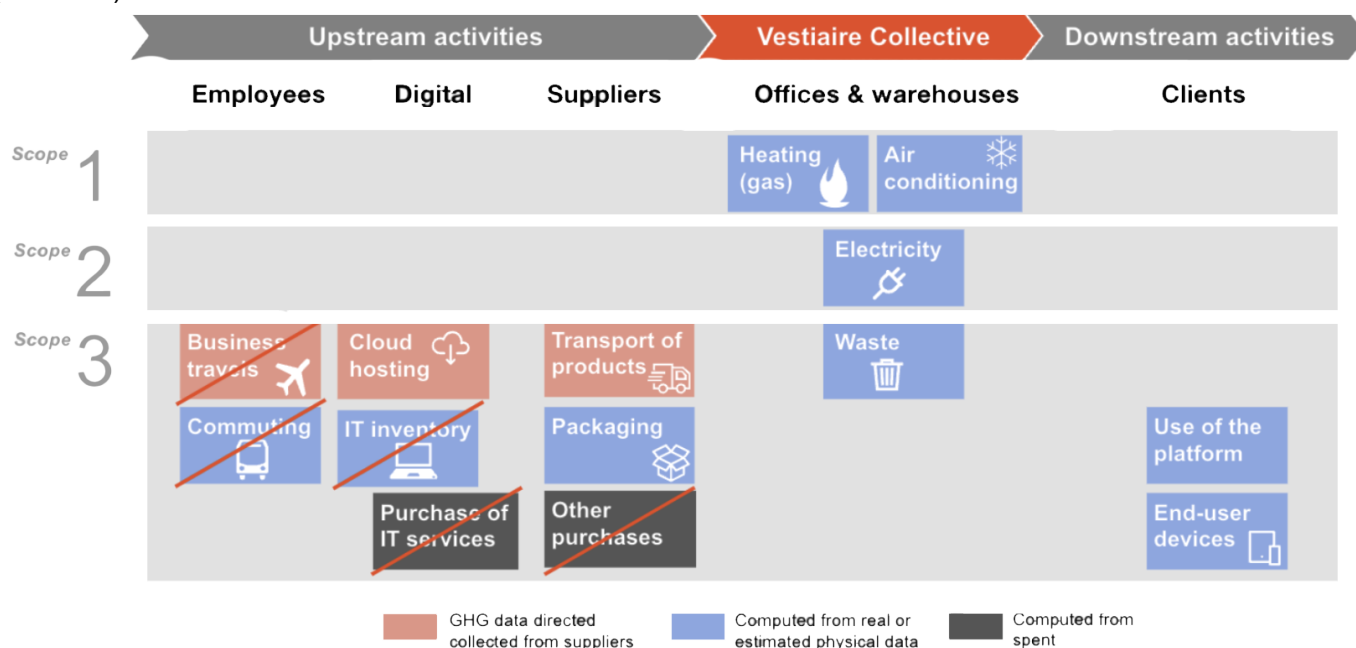 Upstream activities
Vestiaire Collective
Downstream activities
Employees
Digital
Suppliers
Offices & warehouses
Clients
Scope 1
Heating
(gas)
Air
conditioning
Scope 2
Electricity
Scope 3
Business
travels
Cloud
hosting
Transport of
products
Waste
Commuting
IT inventory
Packaging
Use of the
platform
Purchase of
IT services
Other
purchases
End-user
devices
GHG data directed
collected from suppliers
Computed from real or
estimated physical data
Computed from
spent